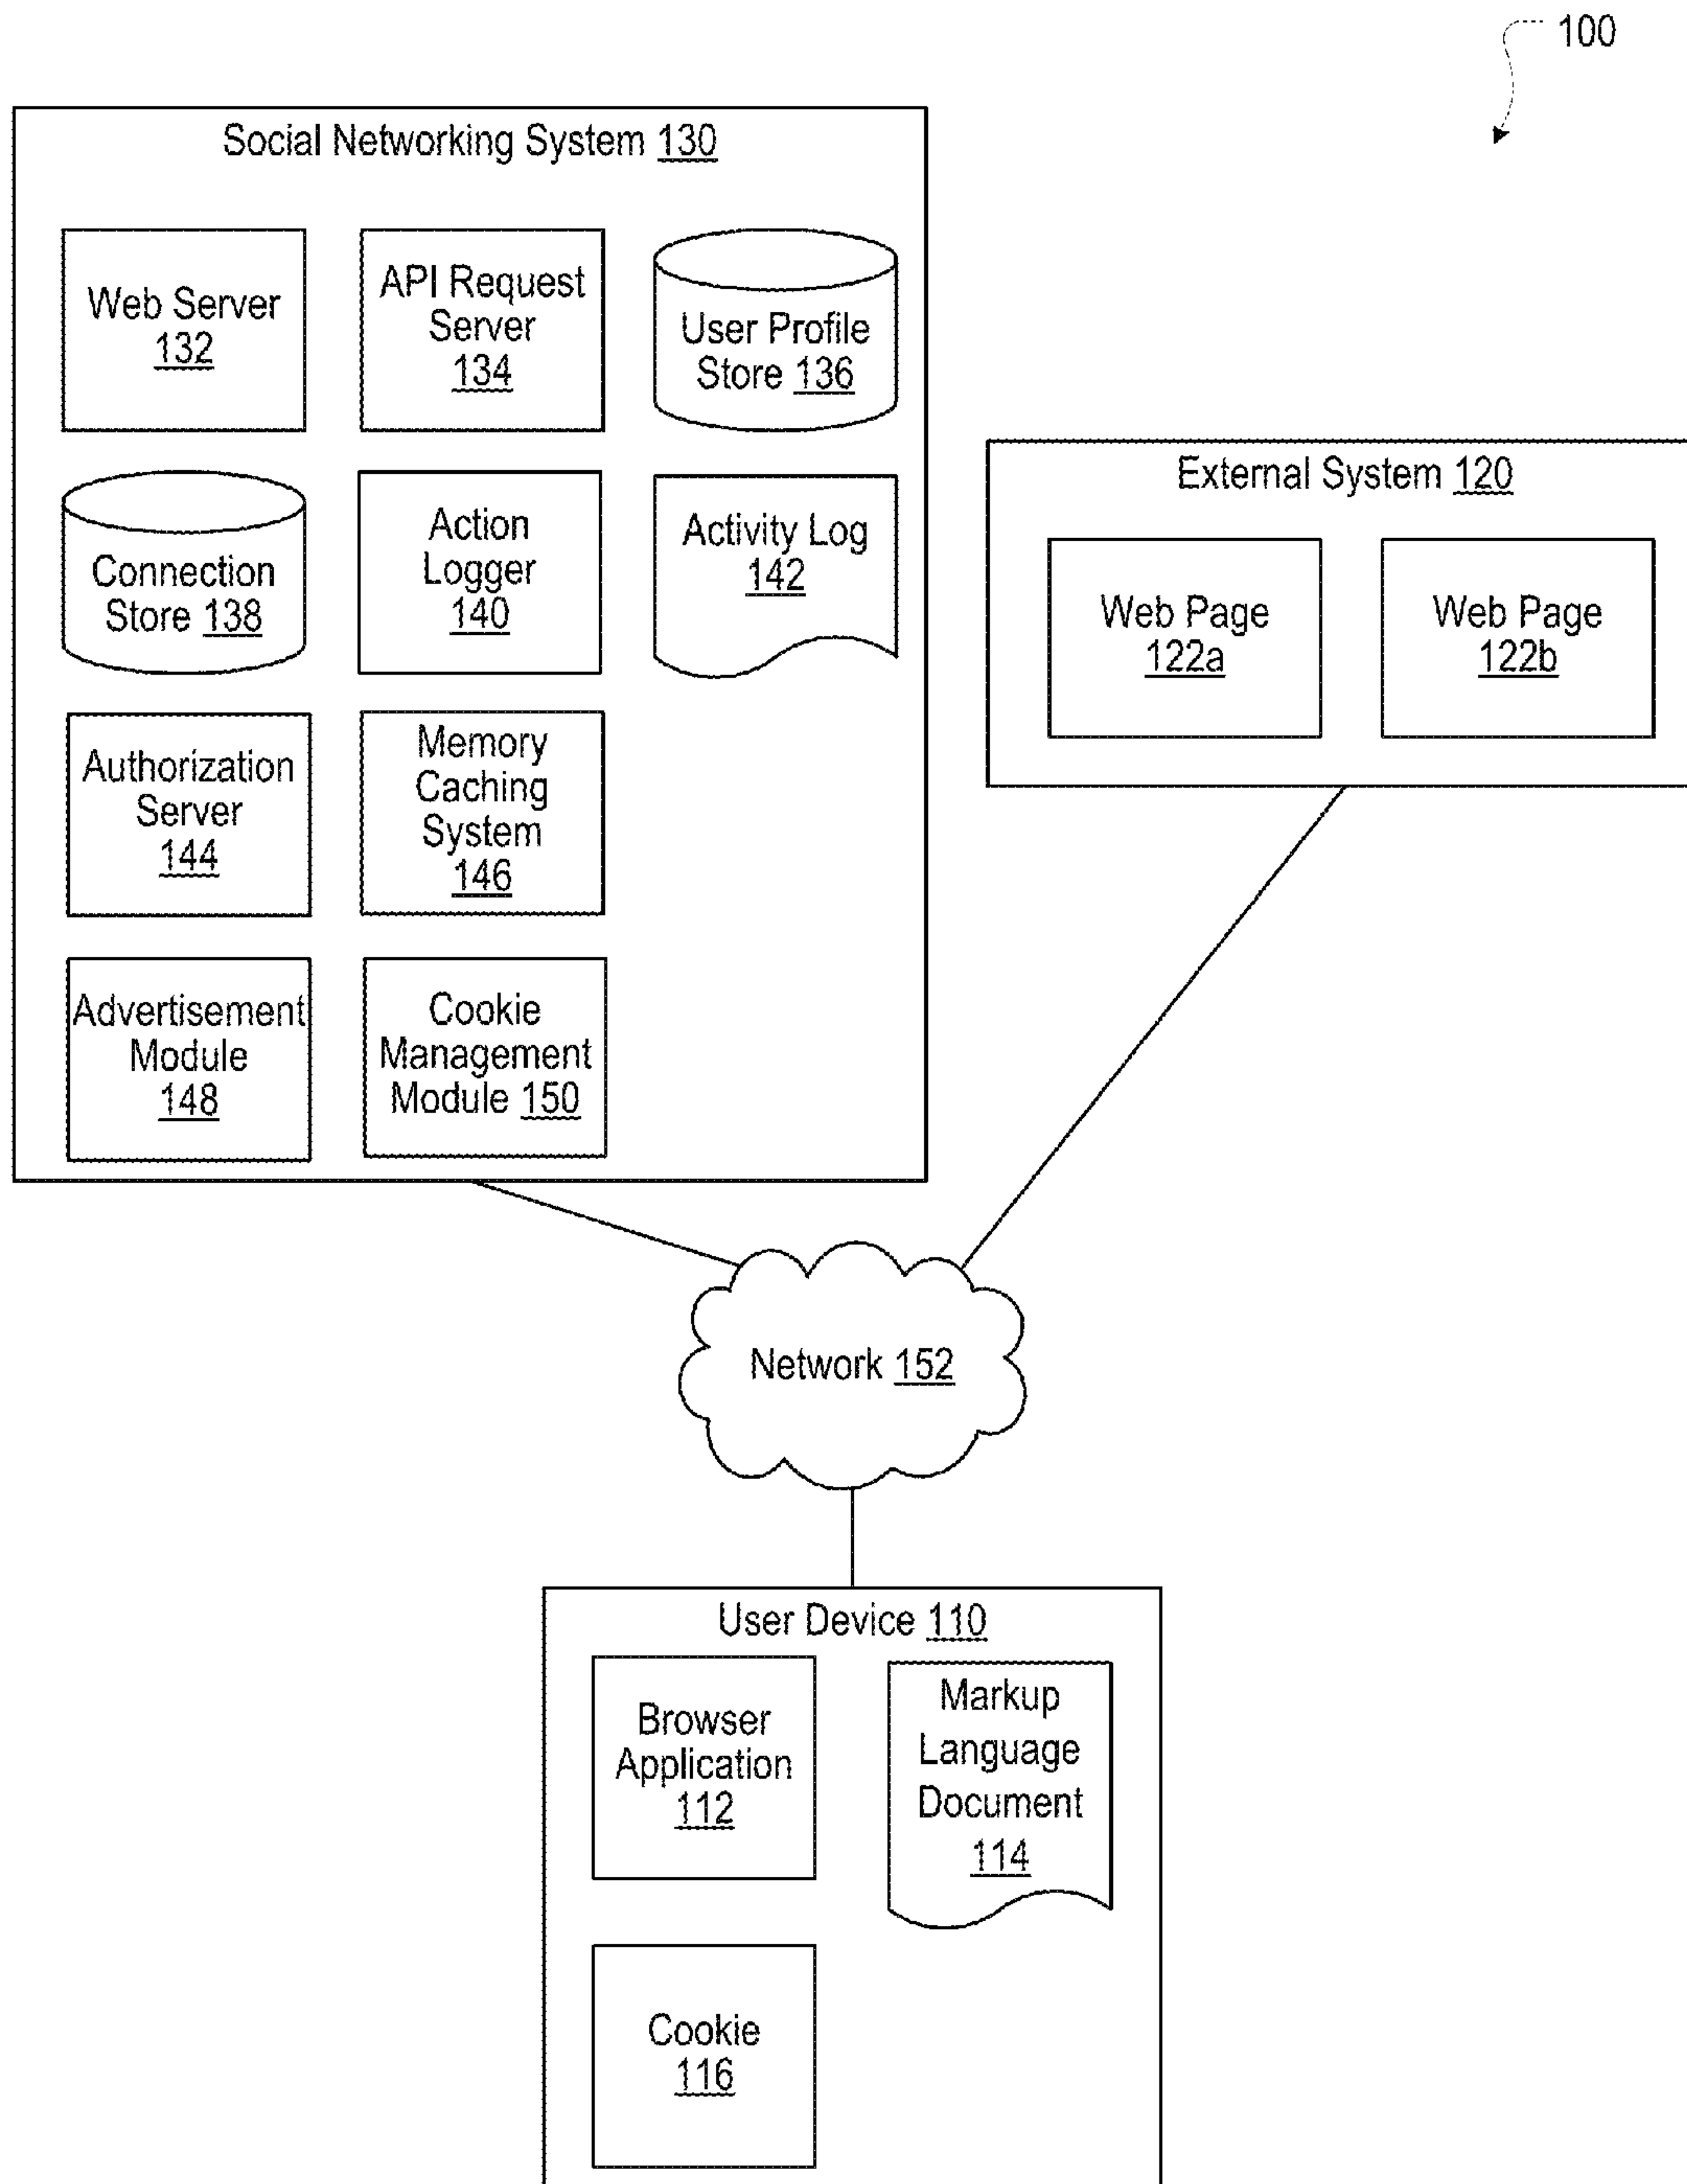 100
Social Networking System 130
Web Server
132
API Request
Server
134
User Profile
Store 136
Connection
Store 138
Action
Logger
140
Activity Log
142
Authorization
Server
144
Memory
Caching
System
146
Advertisement
Module
148
Cookie
Management
Module 150
External System 120
Web Page
122a
Web Page
122b
Network 152
User Device 110
Browser
Application
112
Markup
Language
Document
114
Cookie
116